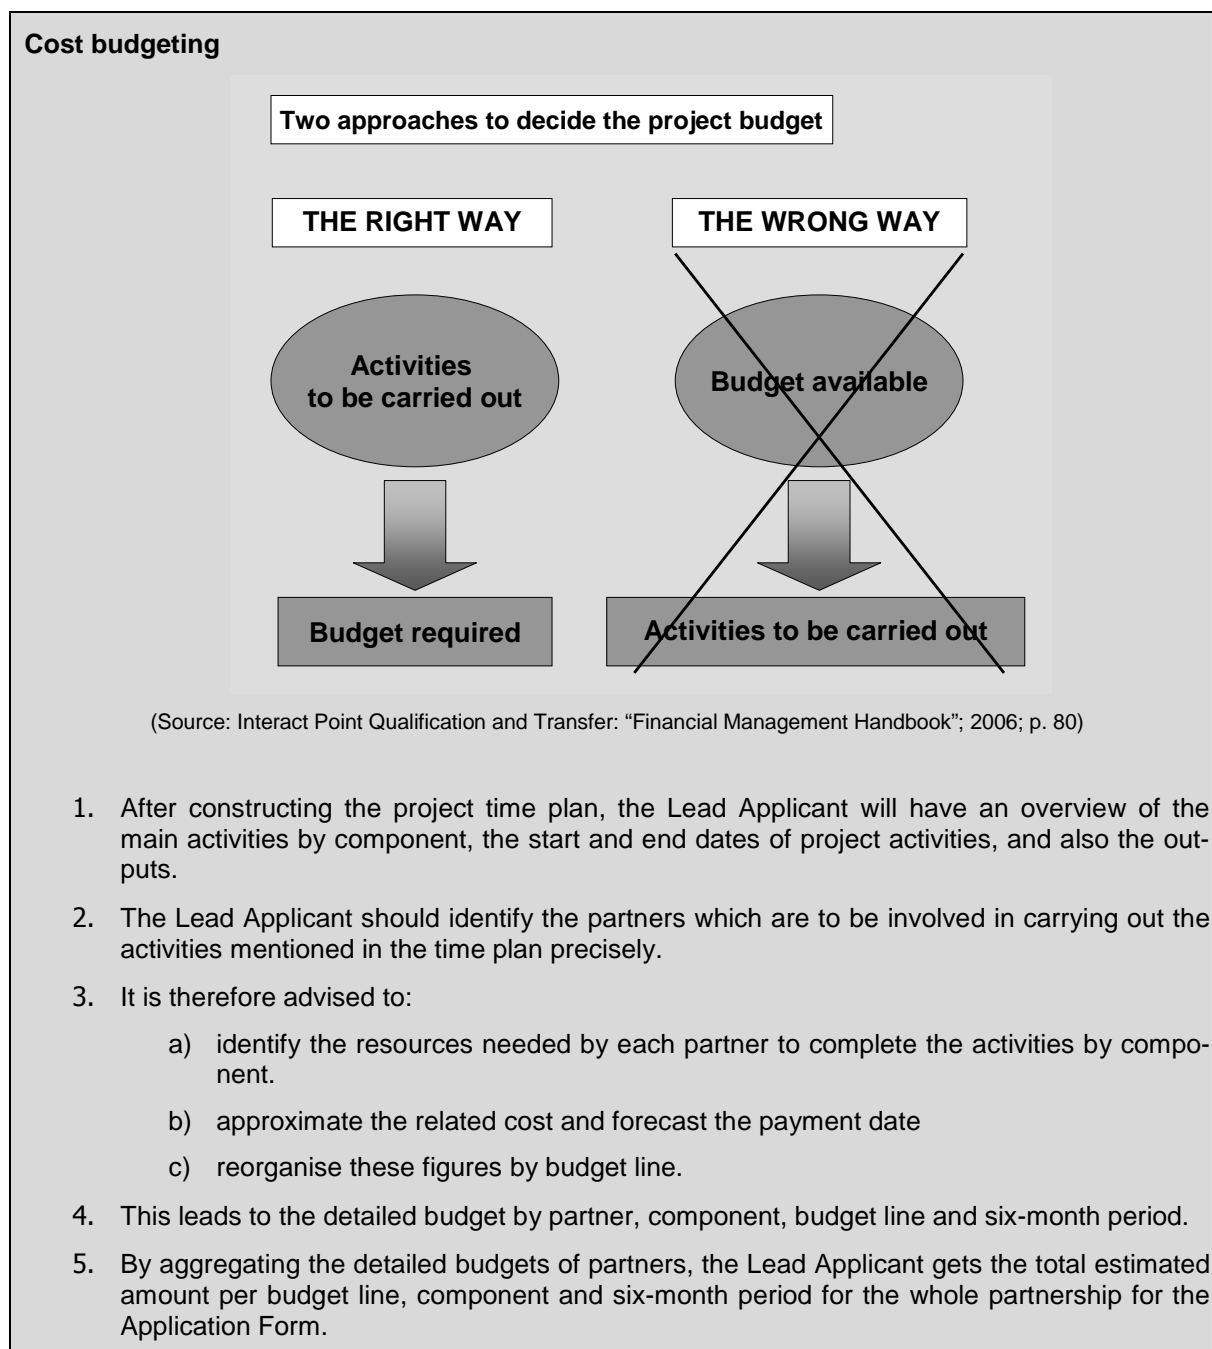 Cost budgeting
Two approaches to decide the project budget
THE RIGHT WAY
THE WRONG WAY
Activities
to be carried out
Budget available
Budget required
Activities to be carried out
(Source: Interact Point Qualification and Transfer: “Financial Management Handbook”; 2006; p. 80)
1. After constructing the project time plan, the Lead Applicant will have an overview of the
main activities by component, the start and end dates of project activities, and also the out-
puts.
2. The Lead Applicant should identify the partners which are to be involved in carrying out the
activities mentioned in the time plan precisely.
3. It is therefore advised to:
a) identify the resources needed by each partner to complete the activities by compo-
nent.
b) approximate the related cost and forecast the payment date
c) reorganise these figures by budget line.
4. This leads to the detailed budget by partner, component, budget line and six-month period.
5. By aggregating the detailed budgets of partners, the Lead Applicant gets the total estimated
amount per budget line, component and six-month period for the whole partnership for the
Application Form.